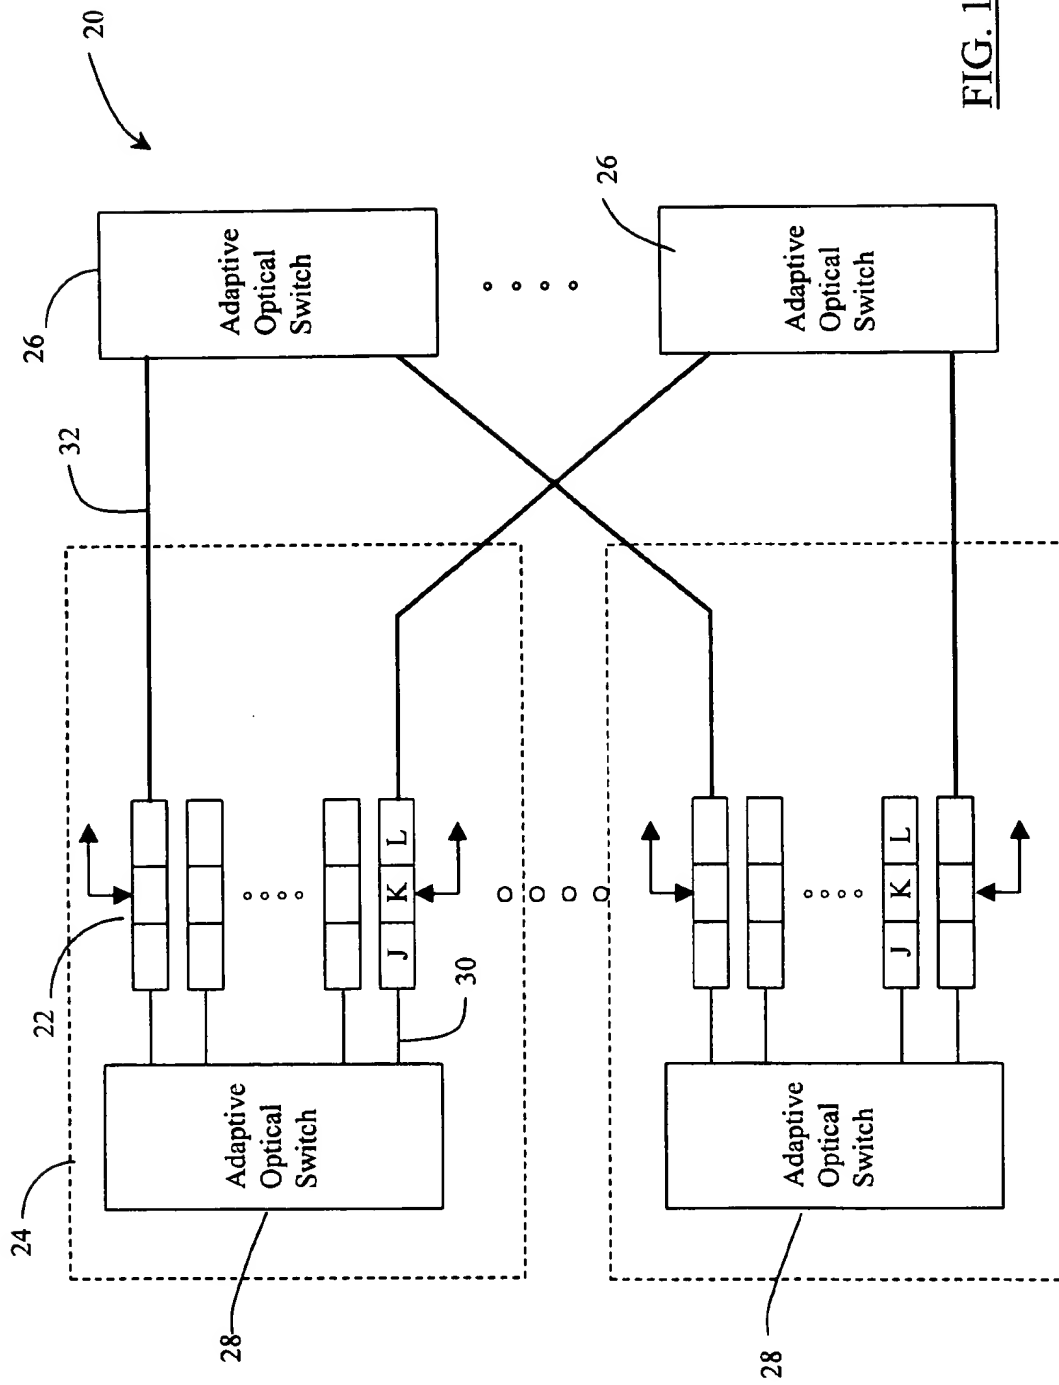 20
26
Adaptive
Optical
Switch
26
Adaptive
Optical
Switch
32
22
J K L
30
J K L
24
Adaptive
Optical
Switch
28
Adaptive
Optical
Switch
28
FIG. 1